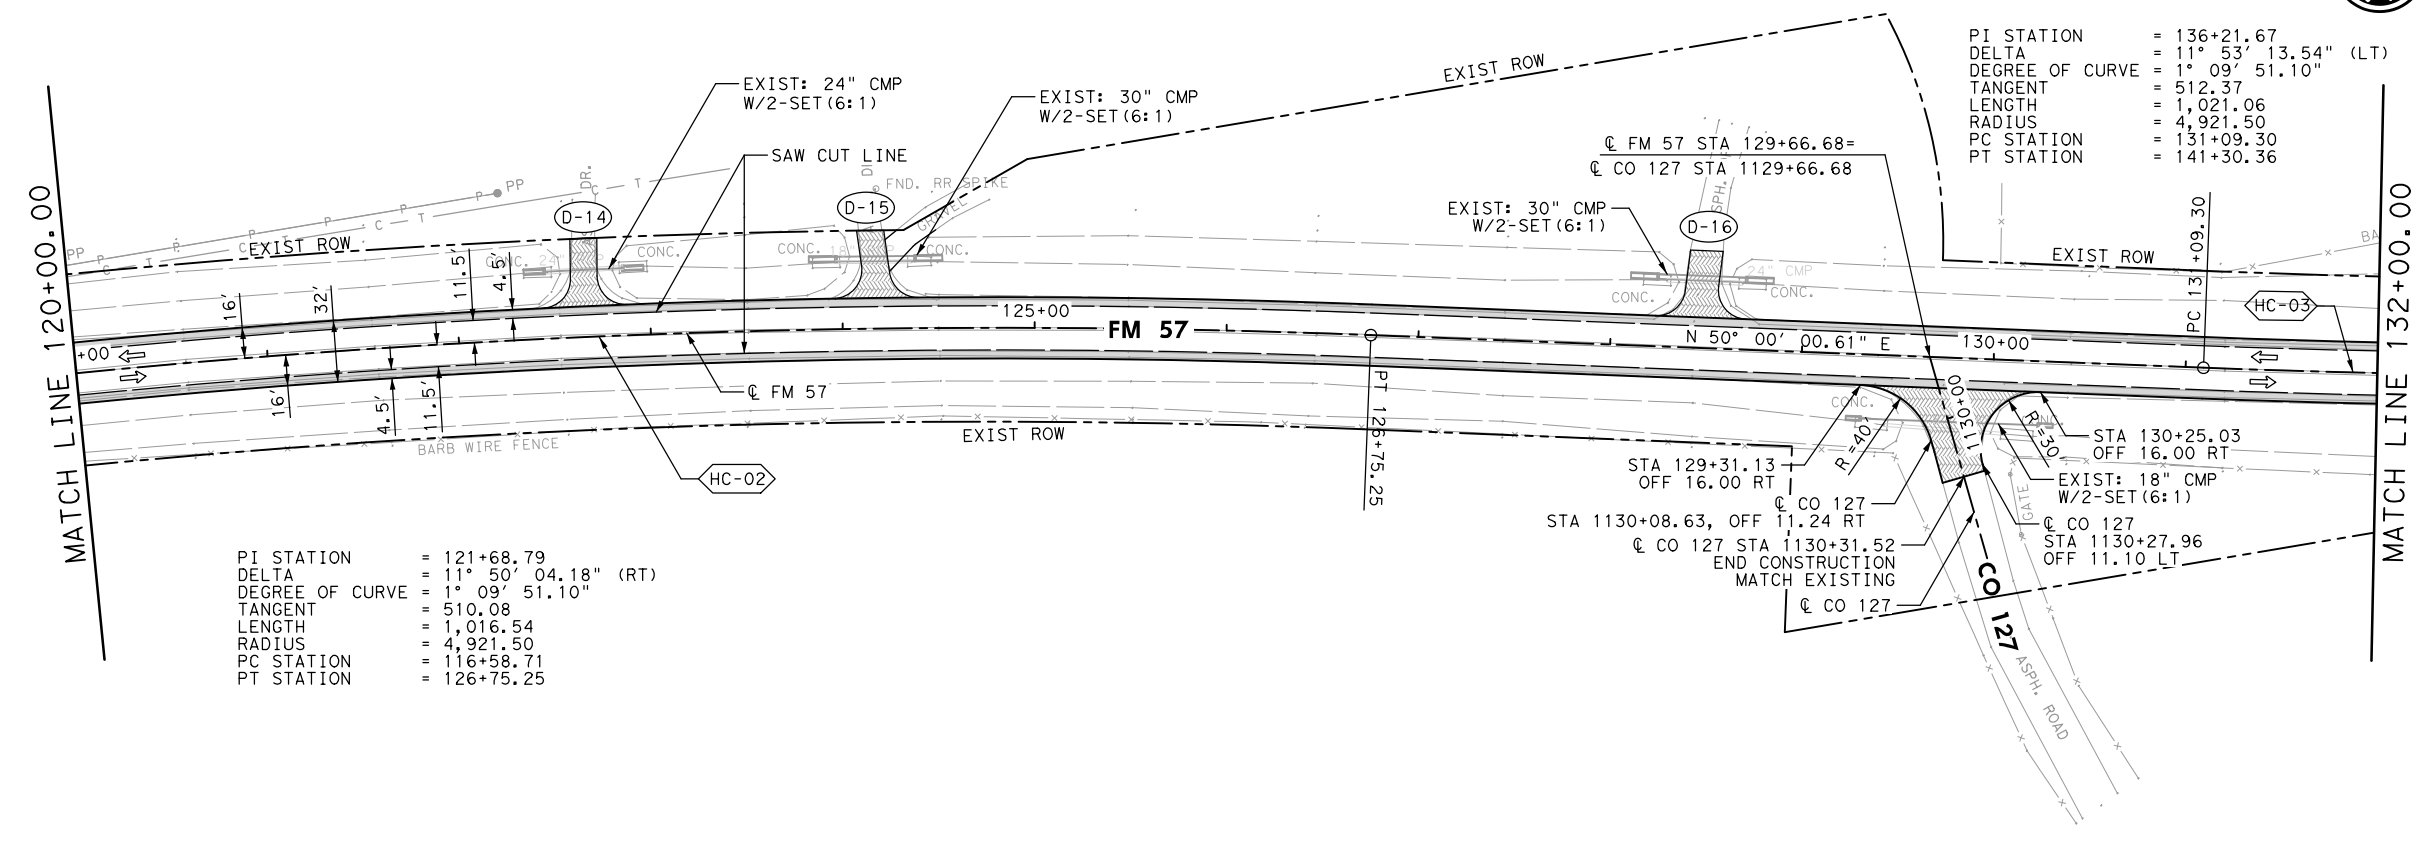 PI STATION = 136+21.67
DELTA = 11° 53' 13.54" (LT)
DEGREE OF CURVE = 1° 09' 51.10"
TANGENT = 512.37
LENGTH = 1,021.06
RADIUS = 4,921.50
PC STATION = 131+09.30
PT STATION = 141+30.36
EXIST: 24" CMP
W/2-SET(6:1)
EXIST: 30" CMP
W/2-SET(6:1)
SAW CUT LINE
EXIST ROW
℄ FM 57 STA 129+66.68=
℄ CO 127 STA 1129+66.68
EXIST: 30" CMP
W/2-SET(6:1)
MATCH LINE 120+00.00
MATCH LINE 132+00.00
PP
P
P
P
P
PP
P
C
T
C
T
C
T
C
T
DR.
FND. RR SPIKE
GRAVEL
D-14
D-15
D-16
EXIST ROW
EXIST ROW
CONC.
24"
CONC.
CONC.
18"
CONC.
CONC.
24" CMP
CONC.
ASPH.
BA
16'
32'
11.5'
4.5'
16'
4.5'
11.5'
+00
125+00
FM 57
N 50° 00' 00.61" E
130+00
PC 131+09.30
HC-03
℄ FM 57
PT 126+75.25
EXIST ROW
BARB WIRE FENCE
HC-02
CONC.
1130+00
R=40'
R=30'
STA 129+31.13
OFF 16.00 RT
STA 130+25.03
OFF 16.00 RT
EXIST: 18" CMP
W/2-SET(6:1)
℄ CO 127
STA 1130+08.63, OFF 11.24 RT
℄ CO 127 STA 1130+31.52
END CONSTRUCTION
MATCH EXISTING
℄ CO 127
GATE
℄ CO 127
STA 1130+27.96
OFF 11.10 LT
CO 127
ASPH. ROAD
PI STATION = 121+68.79
DELTA = 11° 50' 04.18" (RT)
DEGREE OF CURVE = 1° 09' 51.10"
TANGENT = 510.08
LENGTH = 1,016.54
RADIUS = 4,921.50
PC STATION = 116+58.71
PT STATION = 126+75.25